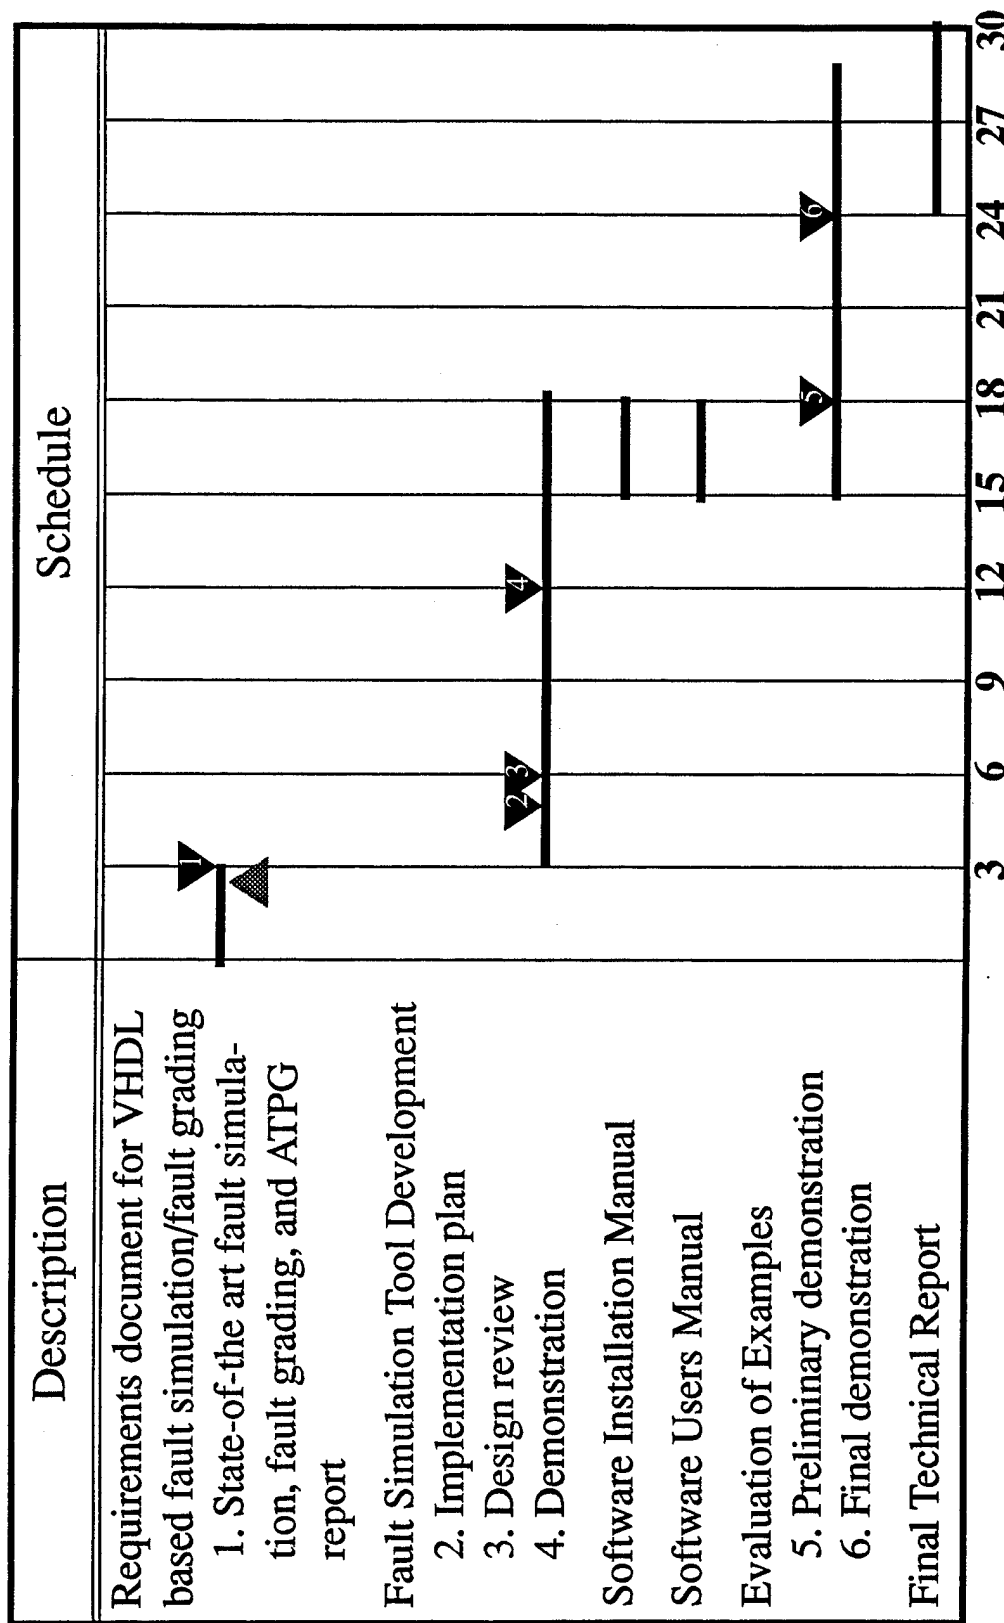 Description
Schedule
Requirements document for VHDL
based fault simulation/fault grading
1. State-of-the art fault simula-
tion, fault grading, and ATPG
report
Fault Simulation Tool Development
2. Implementation plan
3. Design review
4. Demonstration
Software Installation Manual
Software Users Manual
Evaluation of Examples
5. Preliminary demonstration
6. Final demonstration
Final Technical Report
1
2 3 4
5 6
3 6 9 12 15 18 21 24 27 30